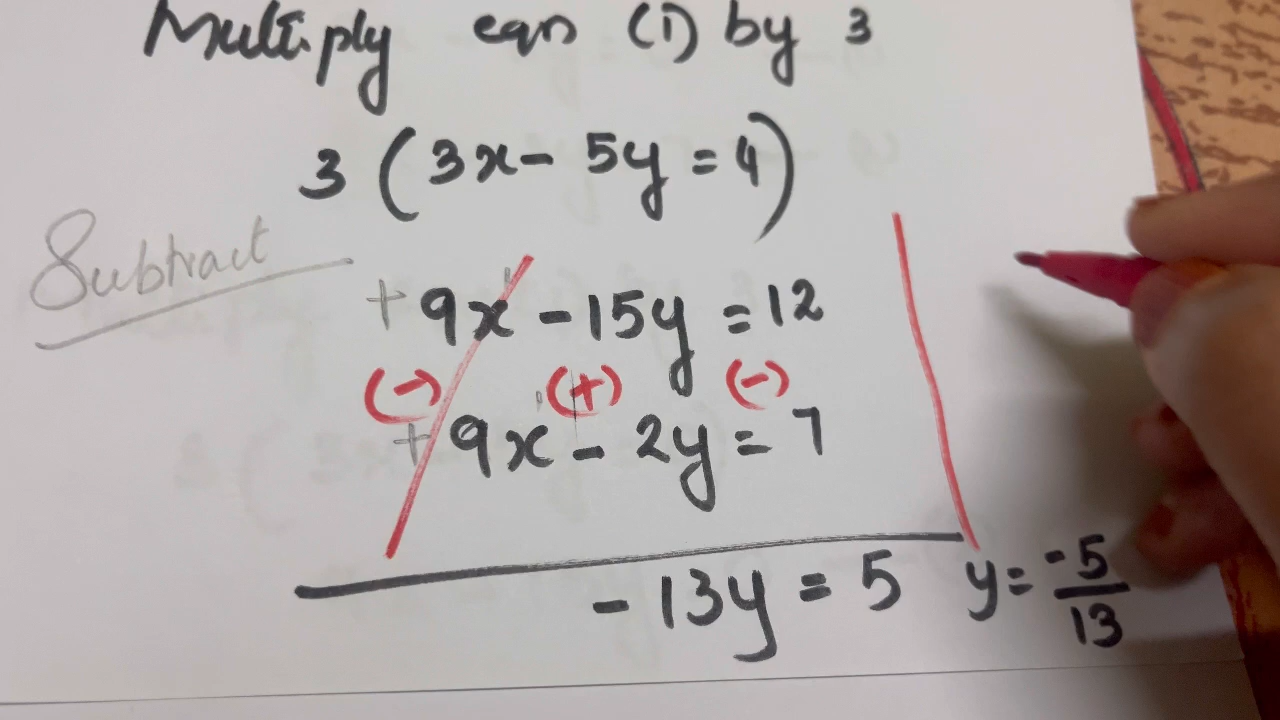 Multiply eqn (1) by 3
3 (3x - 5y = 4)
Subtract
+ 9x - 15y = 12
(-) (+) (-)
+ 9x - 2y = 7
- 13y = 5
y = -5/13